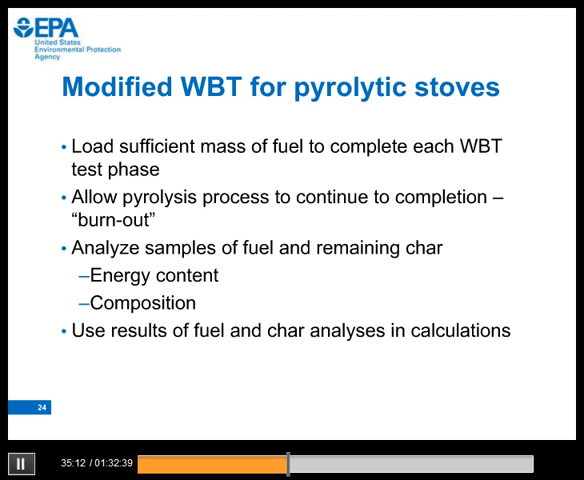 EPA
United States
Environmental Protection
Agency
Modified WBT for pyrolytic stoves
• Load sufficient mass of fuel to complete each WBT
test phase
• Allow pyrolysis process to continue to completion –
“burn-out”
• Analyze samples of fuel and remaining char
–Energy content
–Composition
• Use results of fuel and char analyses in calculations
24
35:12 / 01:32:39